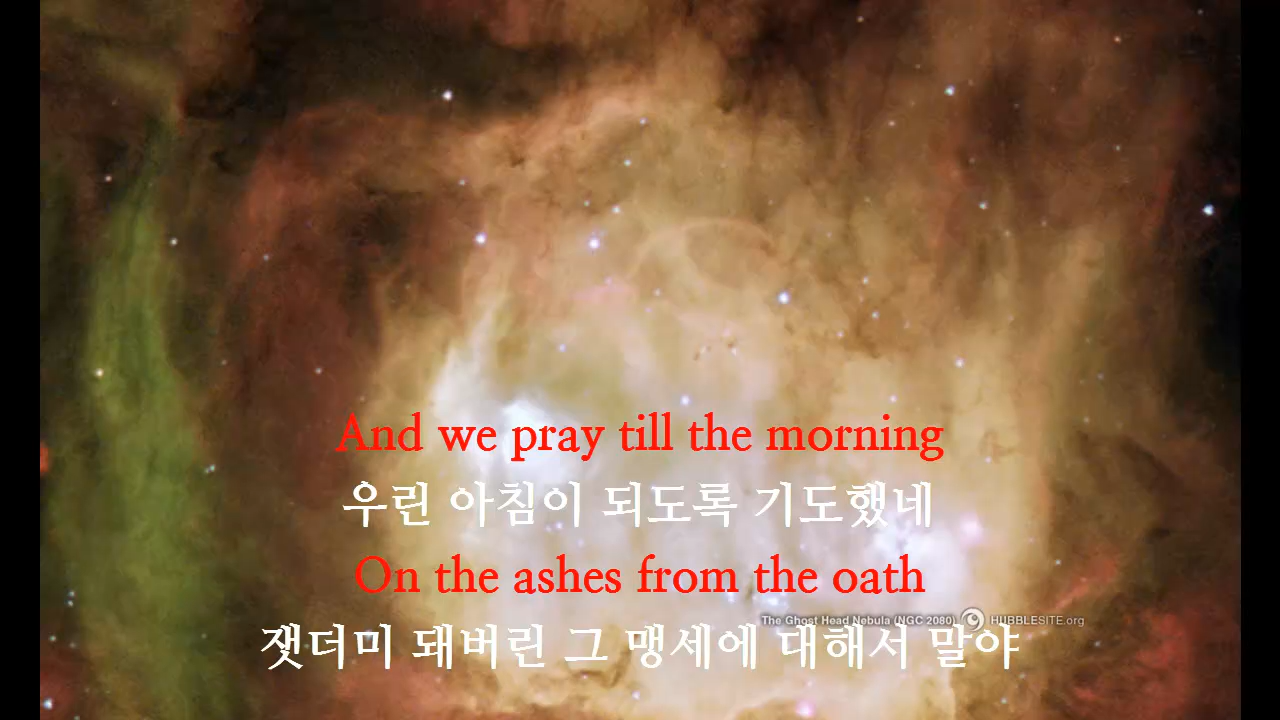 And we pray till the morning
우린 아침이 되도록 기도했네
On the ashes from the oath
The Ghost Head Nebula (NGC 2080) HUBBLESITE.org
잿더미 돼버린 그 맹세에 대해서 말야